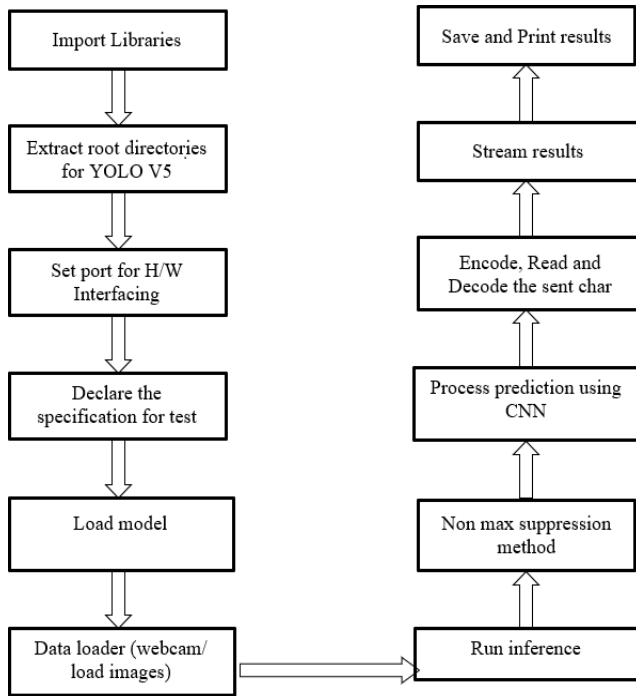 Import Libraries
Extract root directories
for YOLO V5
Set port for H/W
Interfacing
Declare the
specification for test
Load model
Data loader (webcam/
load images)
Run inference
Non max suppression
method
Process prediction using
CNN
Encode, Read and
Decode the sent char
Stream results
Save and Print results